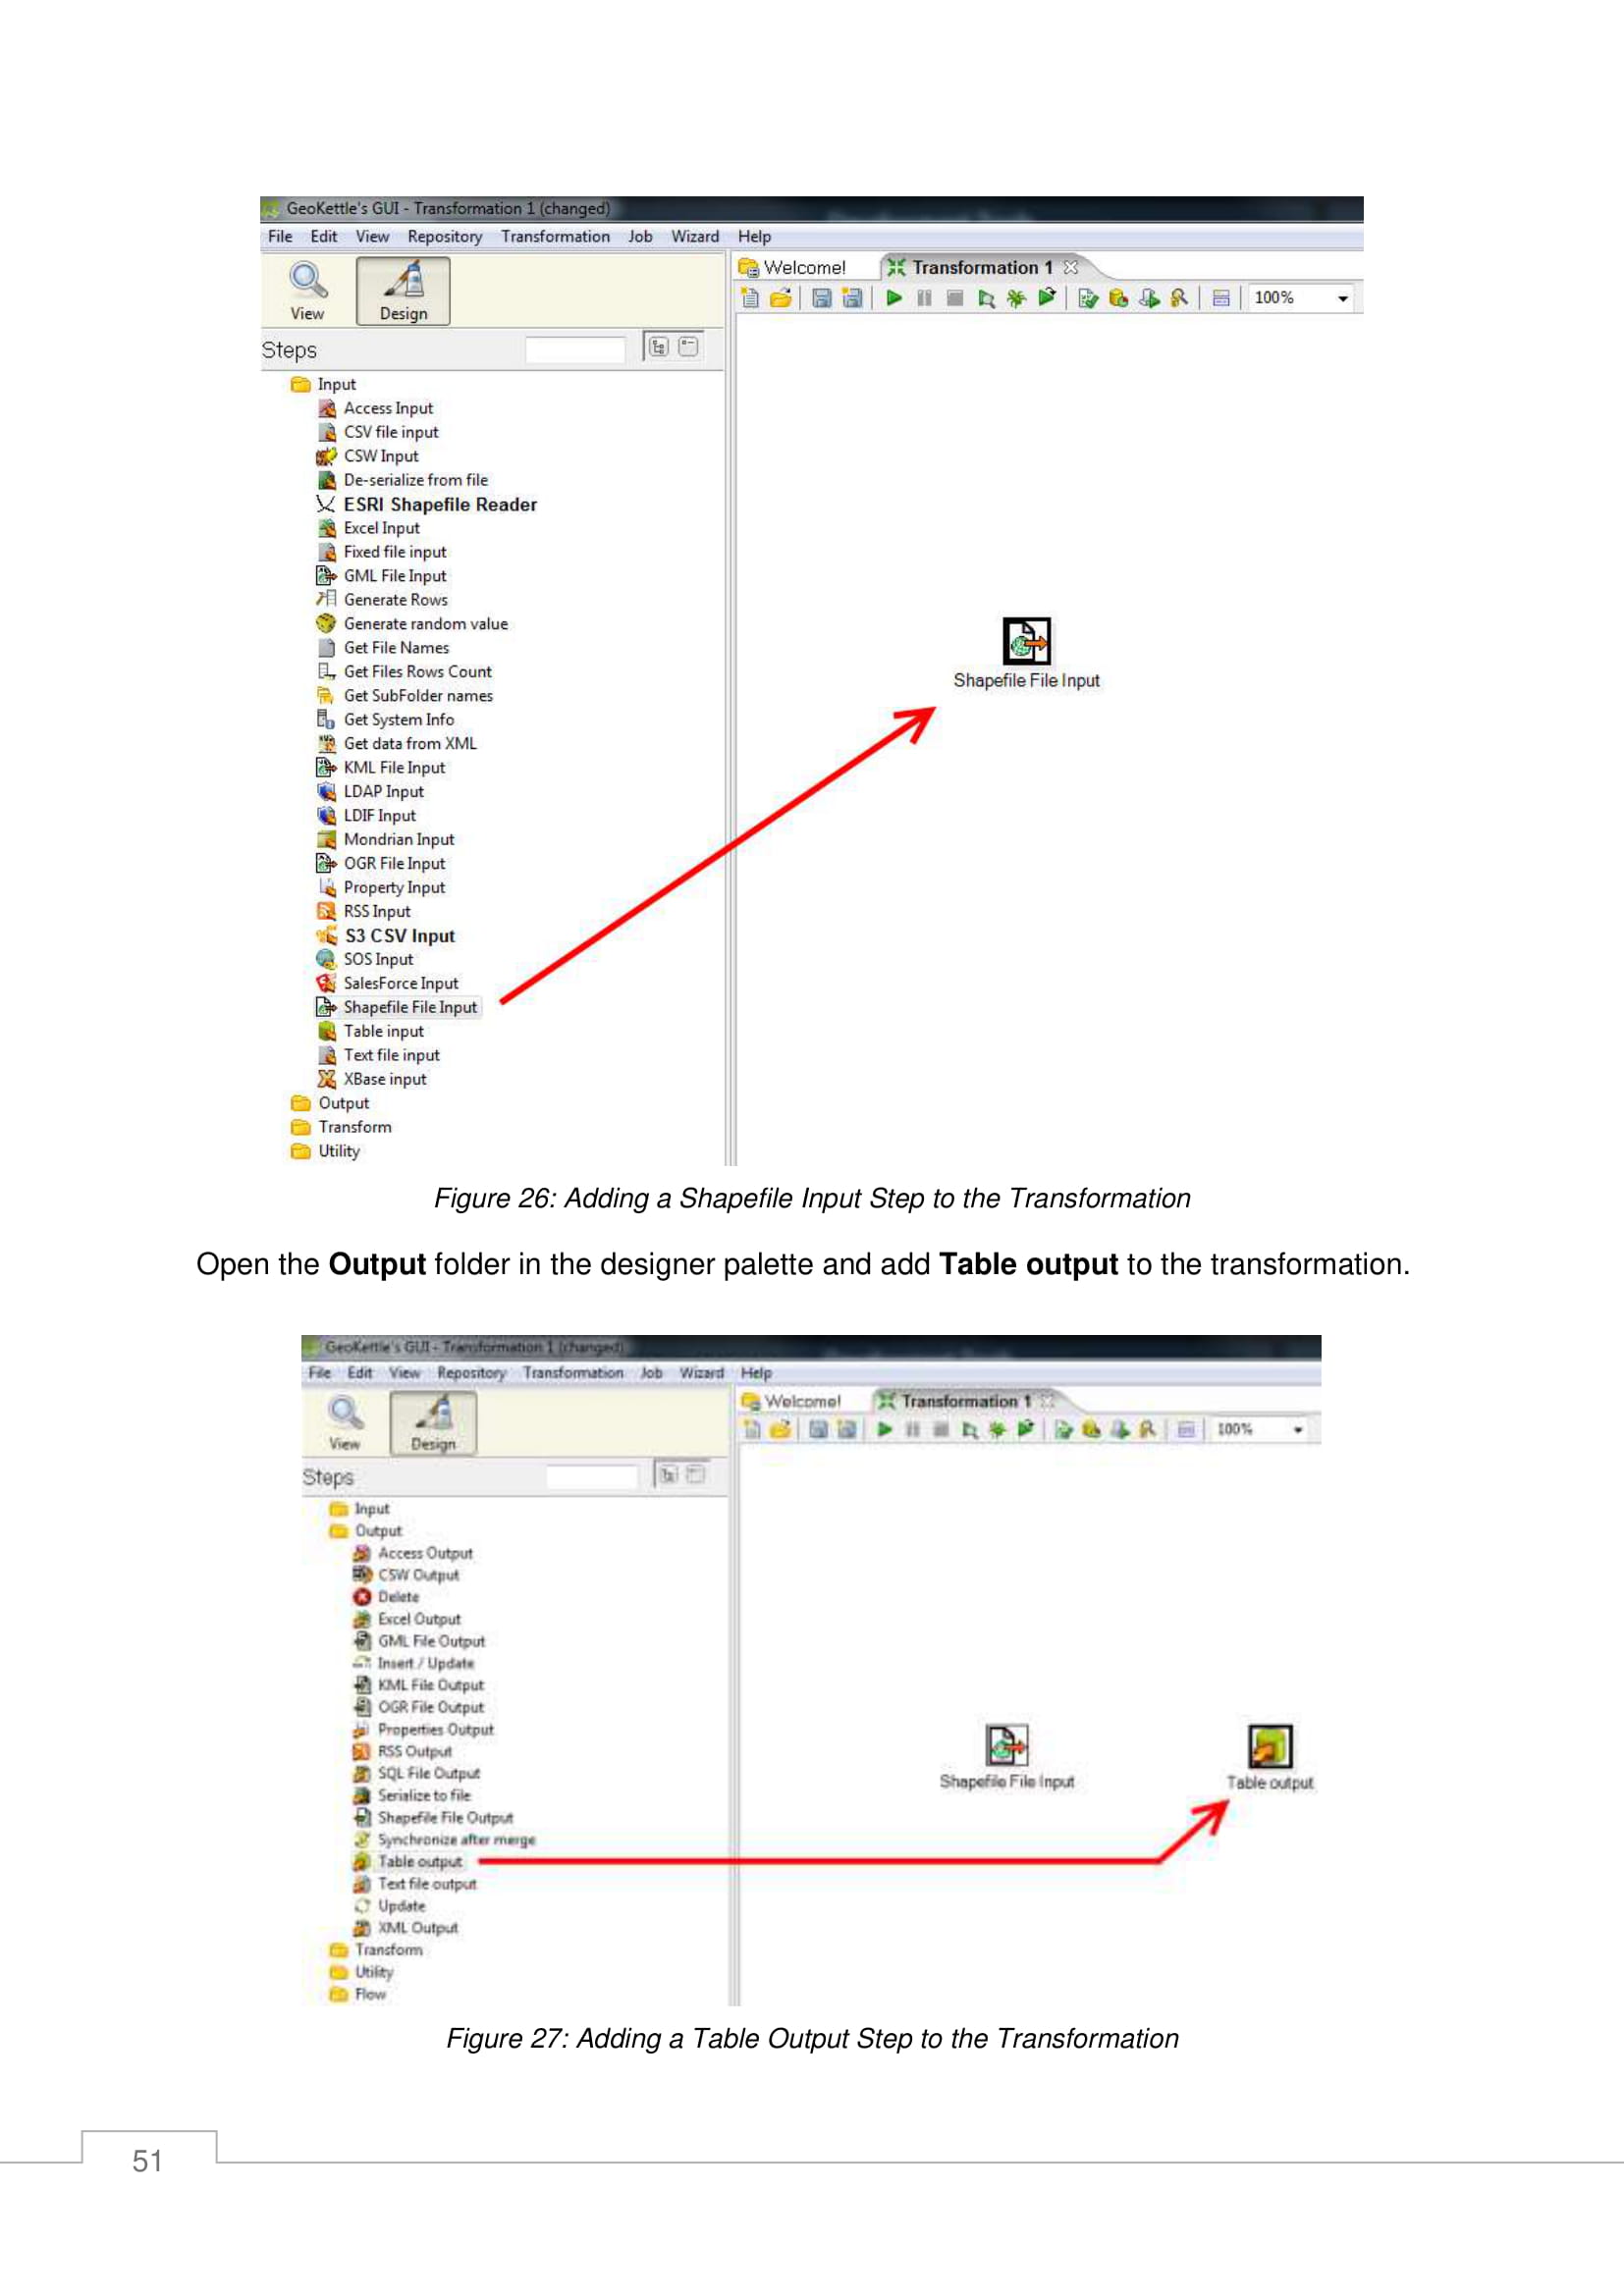 GeoKettle's GUI - Transformation 1 (changed)
File Edit View Repository Transformation Job Wizard Help
Welcome! Transformation 1
View Design
100%
Steps
Input
Access Input
CSV file input
CSW Input
De-serialize from file
ESRI Shapefile Reader
Excel Input
Fixed file input
GML File Input
Generate Rows
Generate random value
Get File Names
Get Files Rows Count
Get SubFolder names
Get System Info
Get data from XML
KML File Input
LDAP Input
LDIF Input
Mondrian Input
OGR File Input
Property Input
RSS Input
S3 CSV Input
SOS Input
SalesForce Input
Shapefile File Input
Table input
Text file input
XBase input
Output
Transform
Utility
Shapefile File Input
Figure 26: Adding a Shapefile Input Step to the Transformation
Open the Output folder in the designer palette and add Table output to the transformation.
GeoKettle's GUI - Transformation 1 (changed)
File Edit View Repository Transformation Job Wizard Help
Welcome! Transformation 1
View Design
100%
Steps
Input
Output
Access Output
CSW Output
Delete
Excel Output
GML File Output
Insert / Update
KML File Output
OGR File Output
Properties Output
RSS Output
SQL File Output
Serialize to file
Shapefile File Output
Synchronize after merge
Table output
Text file output
Update
XML Output
Transform
Utility
Flow
Shapefile File Input
Table output
Figure 27: Adding a Table Output Step to the Transformation
51